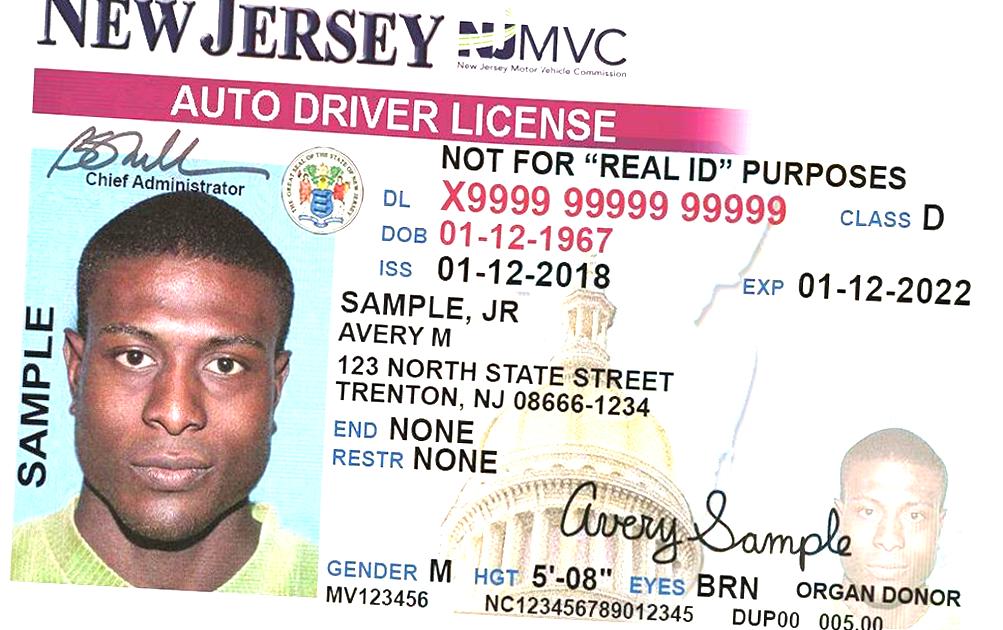 NEW JERSEY NJMVC
New Jersey Motor Vehicle Commission
AUTO DRIVER LICENSE
Chief Administrator
THE GREAT SEAL OF THE STATE OF NEW JERSEY
NOT FOR “REAL ID” PURPOSES
DL X9999 99999 99999 CLASS D
DOB 01-12-1967
ISS 01-12-2018 EXP 01-12-2022
SAMPLE, JR
AVERY M
123 NORTH STATE STREET
TRENTON, NJ 08666-1234
END NONE
RESTR NONE
SAMPLE
Avery Sample
GENDER M HGT 5'-08" EYES BRN ORGAN DONOR
MV123456 NC123456789012345 DUP00 005.00